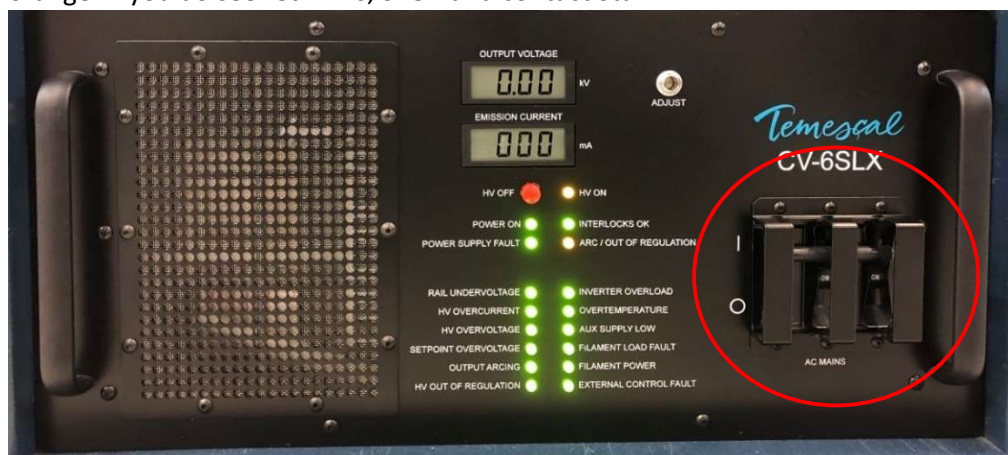 OUTPUT VOLTAGE
0.00 kV
ADJUST
EMISSION CURRENT
000 mA
Temescal
CV-6SLX
HV OFF HV ON
POWER ON INTERLOCKS OK
POWER SUPPLY FAULT ARC / OUT OF REGULATION
I
RAIL UNDERVOLTAGE INVERTER OVERLOAD
HV OVERCURRENT OVERTEMPERATURE
O
HV OVERVOLTAGE AUX SUPPLY LOW
SETPOINT OVERVOLTAGE FILAMENT LOAD FAULT
OUTPUT ARCING FILAMENT POWER
HV OUT OF REGULATION EXTERNAL CONTROL FAULT
ON ON
AC MAINS